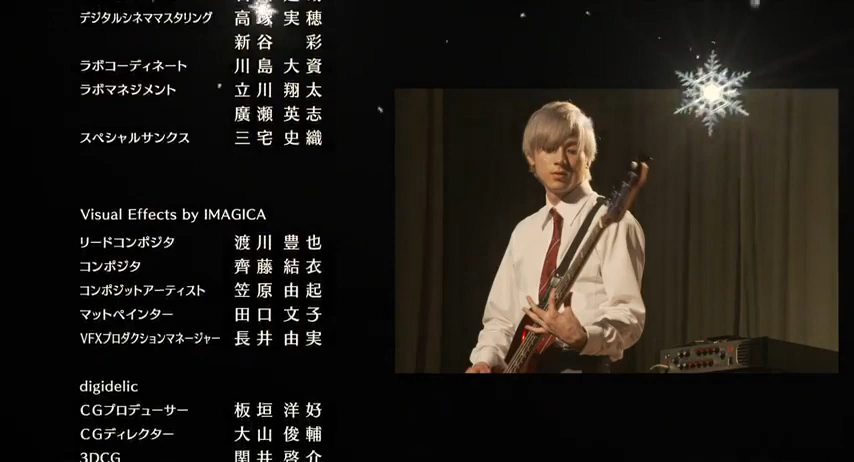 デジタルシネママスタリング 高塚実穂
新谷 彩
ラボコーディネート 川島大資
ラボマネジメント 立川翔太
廣瀬英志
スペシャルサンクス 三宅史織
Visual Effects by IMAGICA
リードコンポジタ 渡川豊也
コンポジタ 齊藤結衣
コンポジットアーティスト 笠原由起
マットペインター 田口文子
VFXプロダクションマネージャー 長井由実
digidelic
CGプロデューサー 板垣洋好
CGディレクター 大山俊輔
3DCG 関井啓介